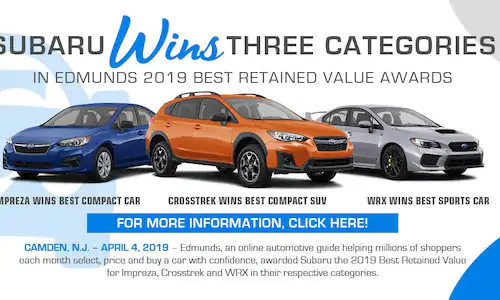 SUBARU Wins THREE CATEGORIES
IN EDMUNDS 2019 BEST RETAINED VALUE AWARDS
MPREZA WINS BEST COMPACT CAR CROSSTREK WINS BEST COMPACT SUV WRX WINS BEST SPORTS CAR
FOR MORE INFORMATION, CLICK HERE!
CAMDEN, N.J. – APRIL 4, 2019 – Edmunds, an online automotive guide helping millions of shoppers
each month select, price and buy a car with confidence, awarded Subaru the 2019 Best Retained Value
for Impreza, Crosstrek and WRX in their respective categories.